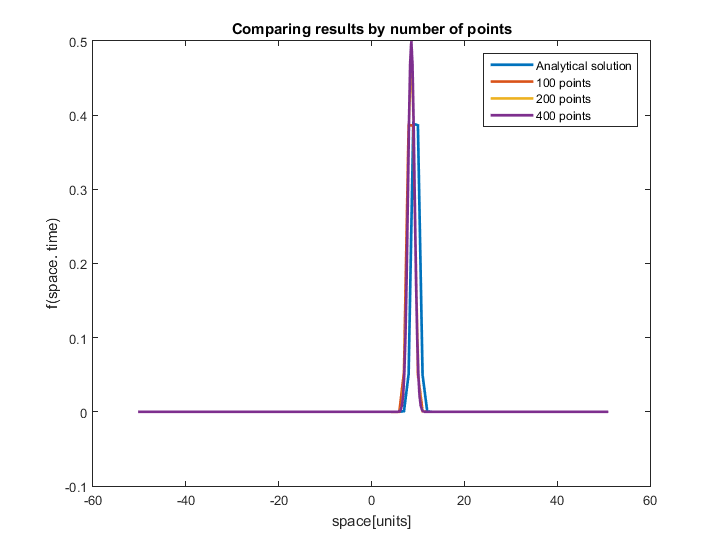 Comparing results by number of points
0.5
0.4
0.3
0.2
0.1
0
-0.1
f(space. time)
Analytical solution
100 points
200 points
400 points
-60
-40
-20
0
20
40
60
space[units]